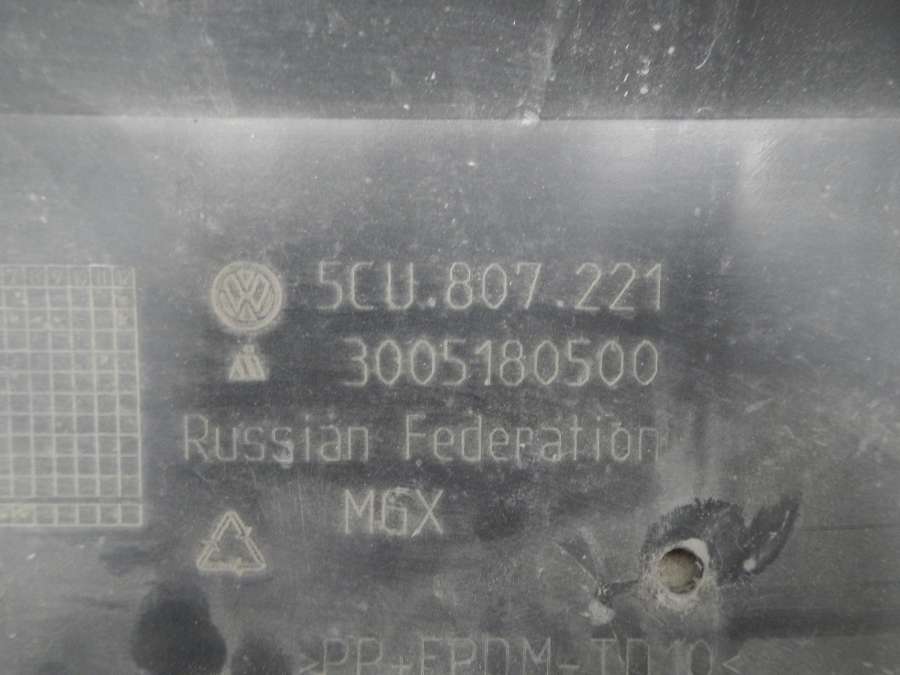 5CU.807.221
3005180500
Russian Federation
MGX
>PP+EPDM-TD10<